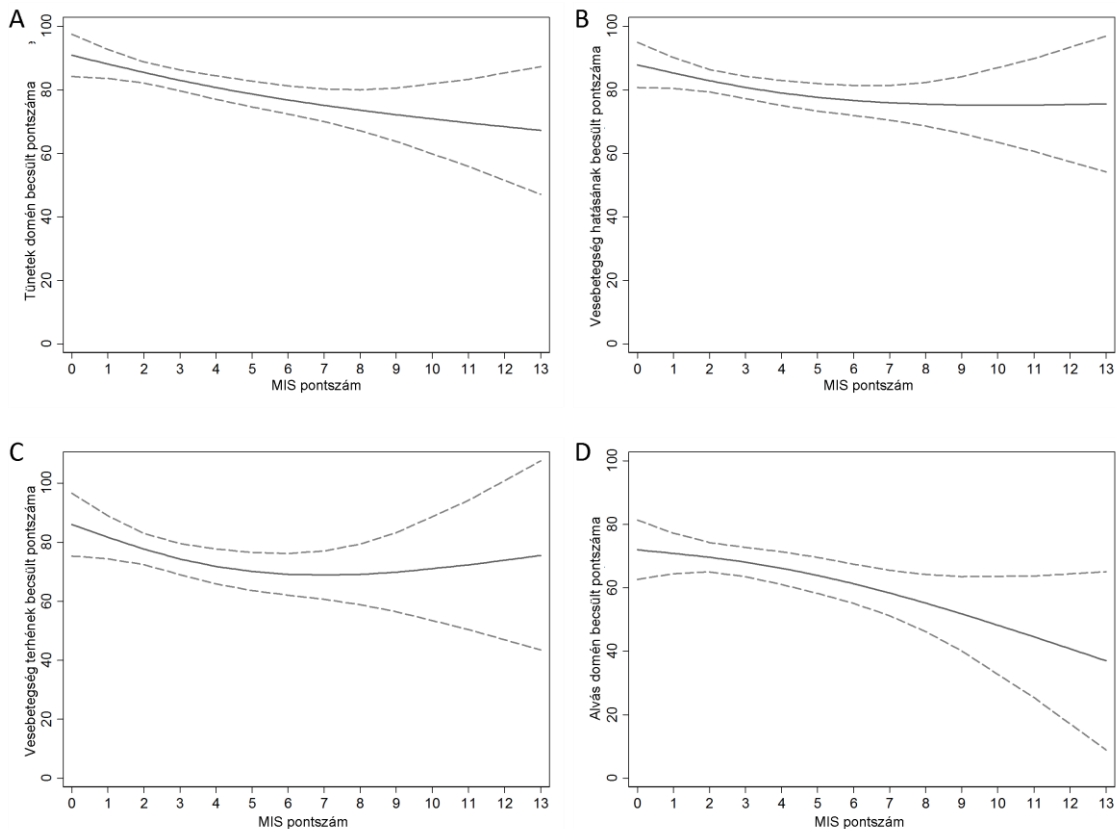 A
Tünetek domén becsült pontszáma
0 20 40 60 80 100
0 1 2 3 4 5 6 7 8 9 10 11 12 13
MIS pontszám
B
Vesebetegség hatásának becsült pontszáma
0 20 40 60 80 100
0 1 2 3 4 5 6 7 8 9 10 11 12 13
MIS pontszám
C
Vesebetegség terhének becsült pontszáma
0 20 40 60 80 100
0 1 2 3 4 5 6 7 8 9 10 11 12 13
MIS pontszám
D
Alvás domén becsült pontszáma
0 20 40 60 80 100
0 1 2 3 4 5 6 7 8 9 10 11 12 13
MIS pontszám